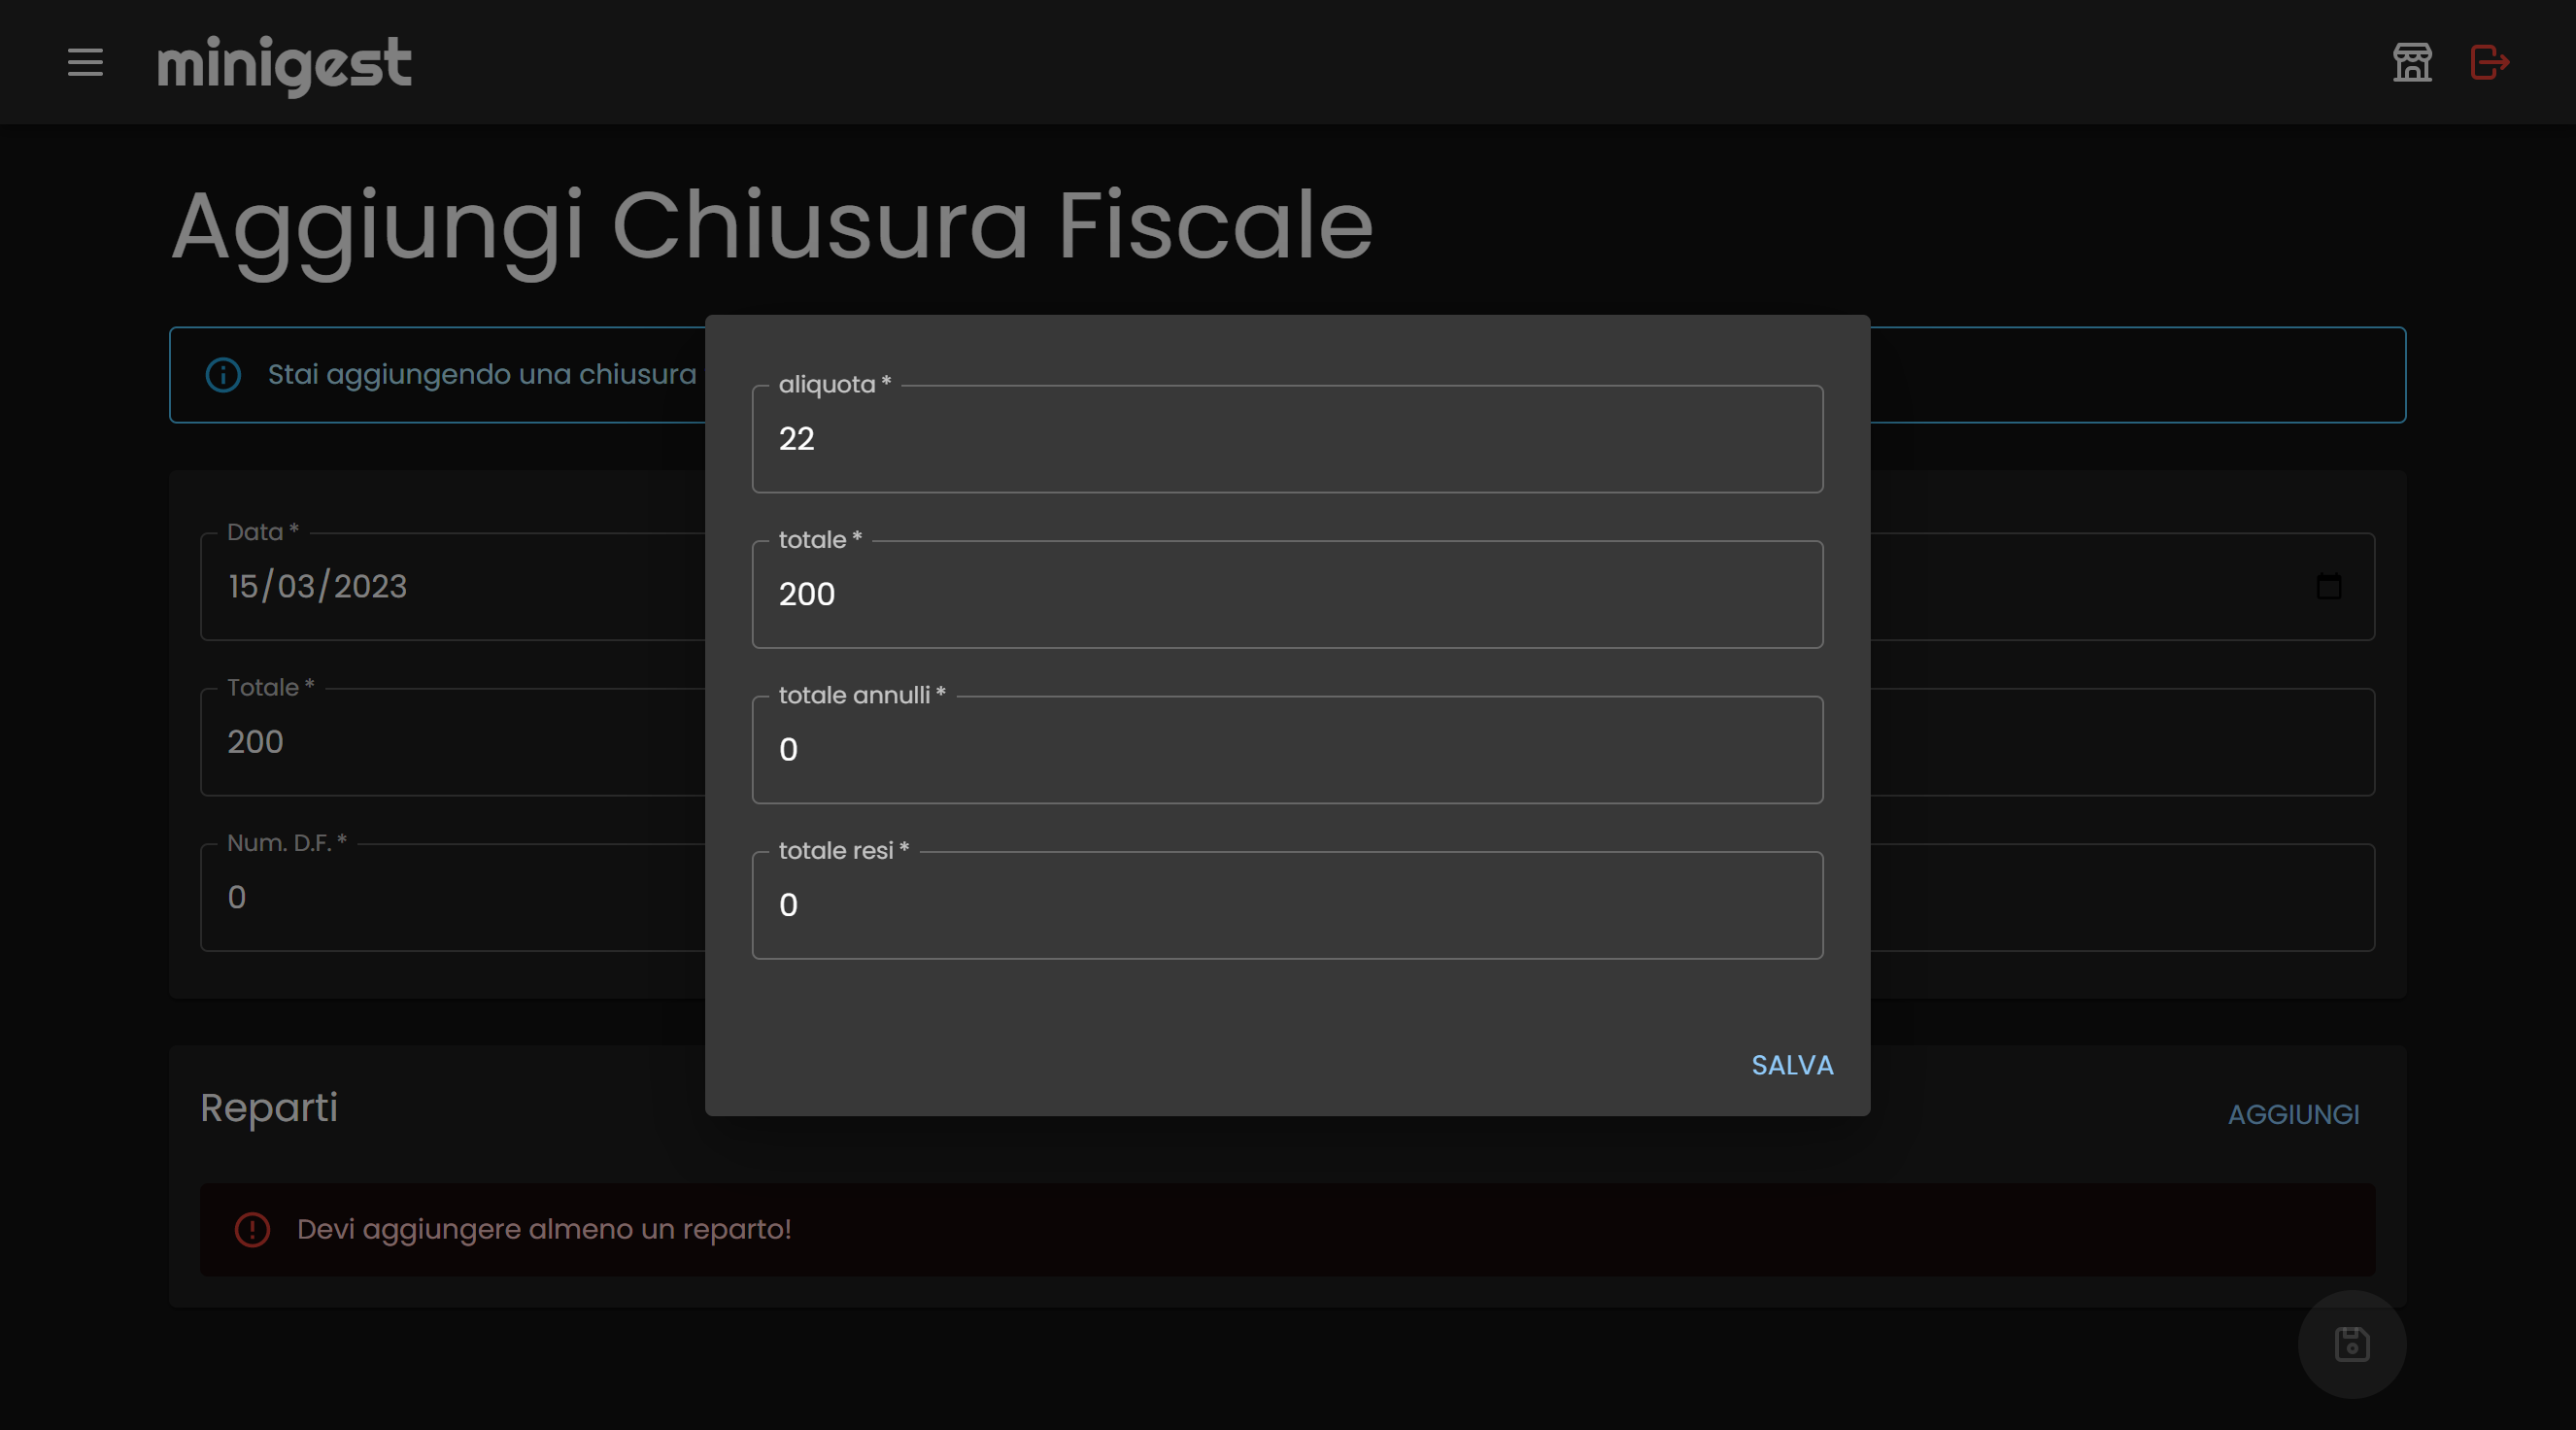 minigest
Aggiungi Chiusura Fiscale
Stai aggiungendo una chiusura
aliquota *
22
totale *
200
totale annulli *
0
totale resi *
0
SALVA
Data *
15/03/2023
Totale *
200
Num. D.F. *
0
Reparti
AGGIUNGI
Devi aggiungere almeno un reparto!